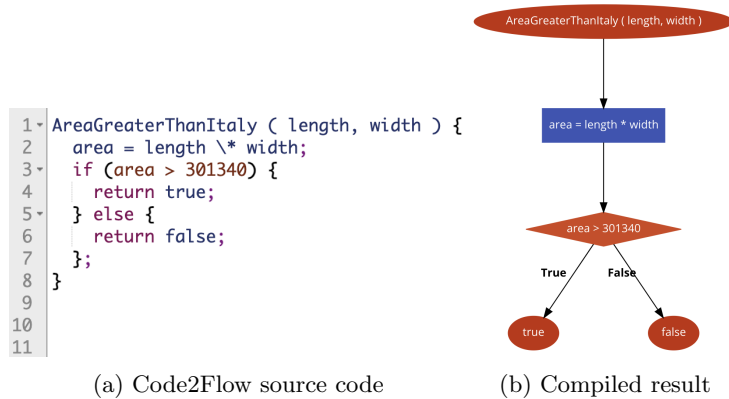 1 AreaGreaterThanItaly ( length, width ) {
2 area = length \* width;
3 if (area > 301340) {
4 return true;
5 } else {
6 return false;
7 };
8 }
9
10
11
(a) Code2Flow source code
AreaGreaterThanItaly ( length, width )
area = length * width
area > 301340
True False
true false
(b) Compiled result